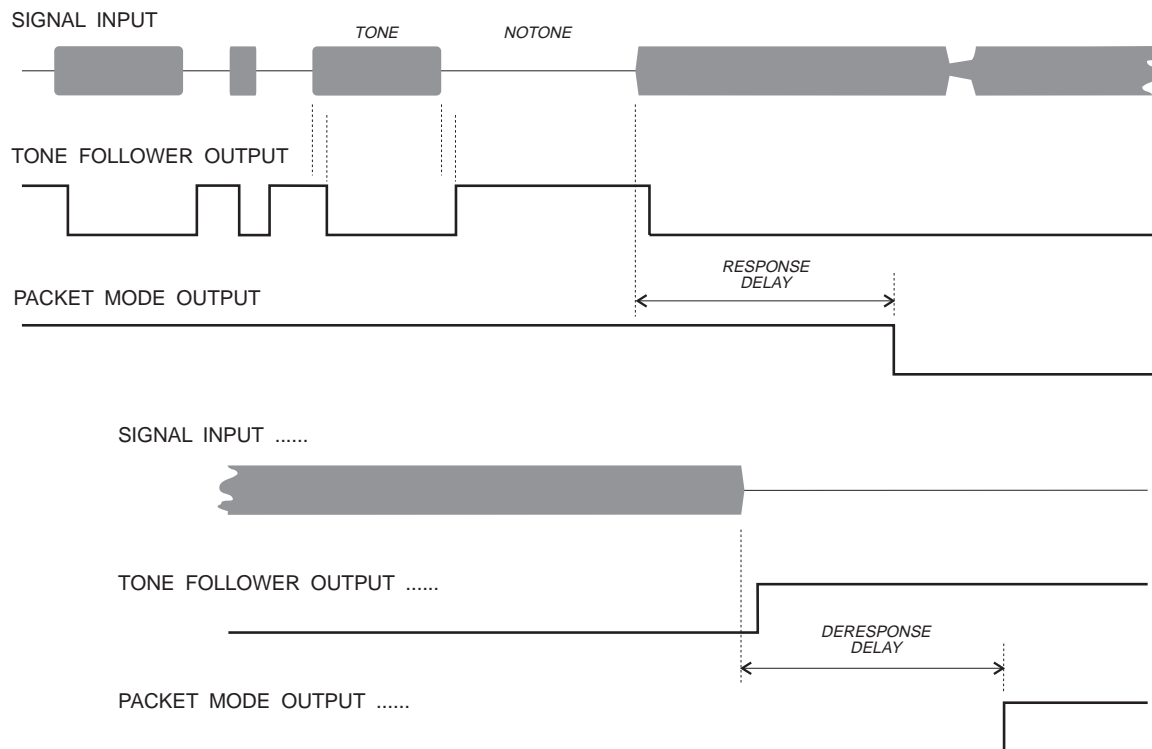 SIGNAL INPUT
TONE
NOTONE
TONE FOLLOWER OUTPUT
RESPONSE
DELAY
PACKET MODE OUTPUT
SIGNAL INPUT ......
TONE FOLLOWER OUTPUT ......
DERESPONSE
DELAY
PACKET MODE OUTPUT ......